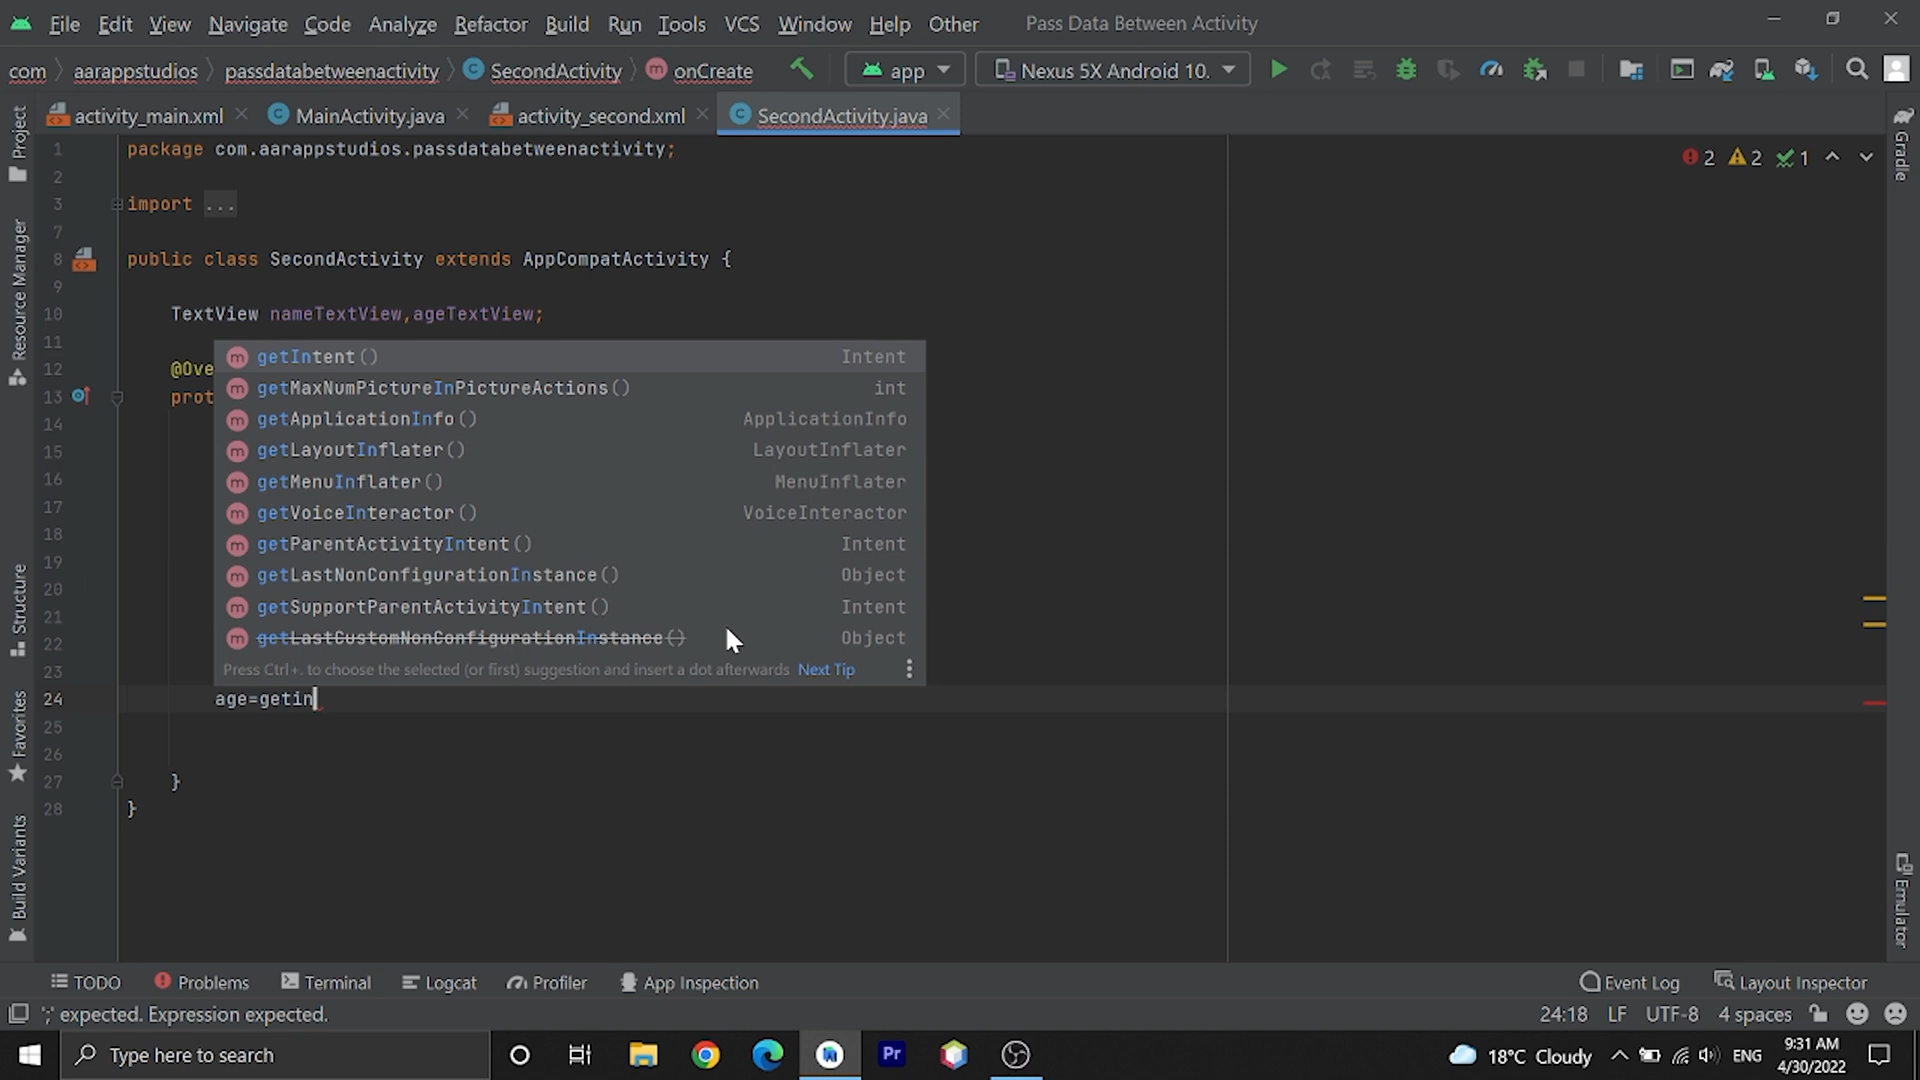 File Edit View Navigate Code Analyze Refactor Build Run Tools VCS Window Help Other Pass Data Between Activity
com aarappstudios passdatabetweenactivity SecondActivity onCreate app Nexus 5X Android 10.
activity_main.xml MainActivity.java activity_second.xml SecondActivity.java
Project
Resource Manager
Structure
Favorites
Build Variants
1 package com.aarappstudios.passdatabetweenactivity;
2 1
2 2
3 import ...
7
8 public class SecondActivity extends AppCompatActivity {
9
10 TextView nameTextView,ageTextView;
11
12 @Ove
13 prot
14
15
16
17
18
19
20
21
22
23
getIntent() Intent
getMaxNumPictureInPictureActions() int
getApplicationInfo() ApplicationInfo
getLayoutInflater() LayoutInflater
getMenuInflater() MenuInflater
getVoiceInteractor() VoiceInteractor
getParentActivityIntent() Intent
getLastNonConfigurationInstance() Object
getSupportParentActivityIntent() Intent
getLastCustomNonConfigurationInstance() Object
Press Ctrl+. to choose the selected (or first) suggestion and insert a dot afterwards Next Tip
24 age=getin
25
26
27 }
28 }
Gradle
Emulator
TODO Problems Terminal Logcat Profiler App Inspection Event Log Layout Inspector
';' expected. Expression expected. 24:18 LF UTF-8 4 spaces
Type here to search Pr 18°C Cloudy ENG 9:31 AM
4/30/2022